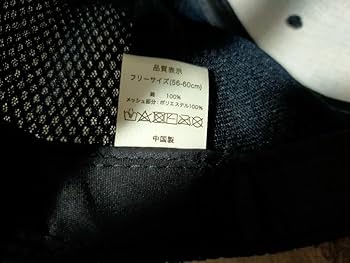 品質表示
フリーサイズ(56-60cm)
綿 100%
メッシュ部分:ポリエステル100%
中国製